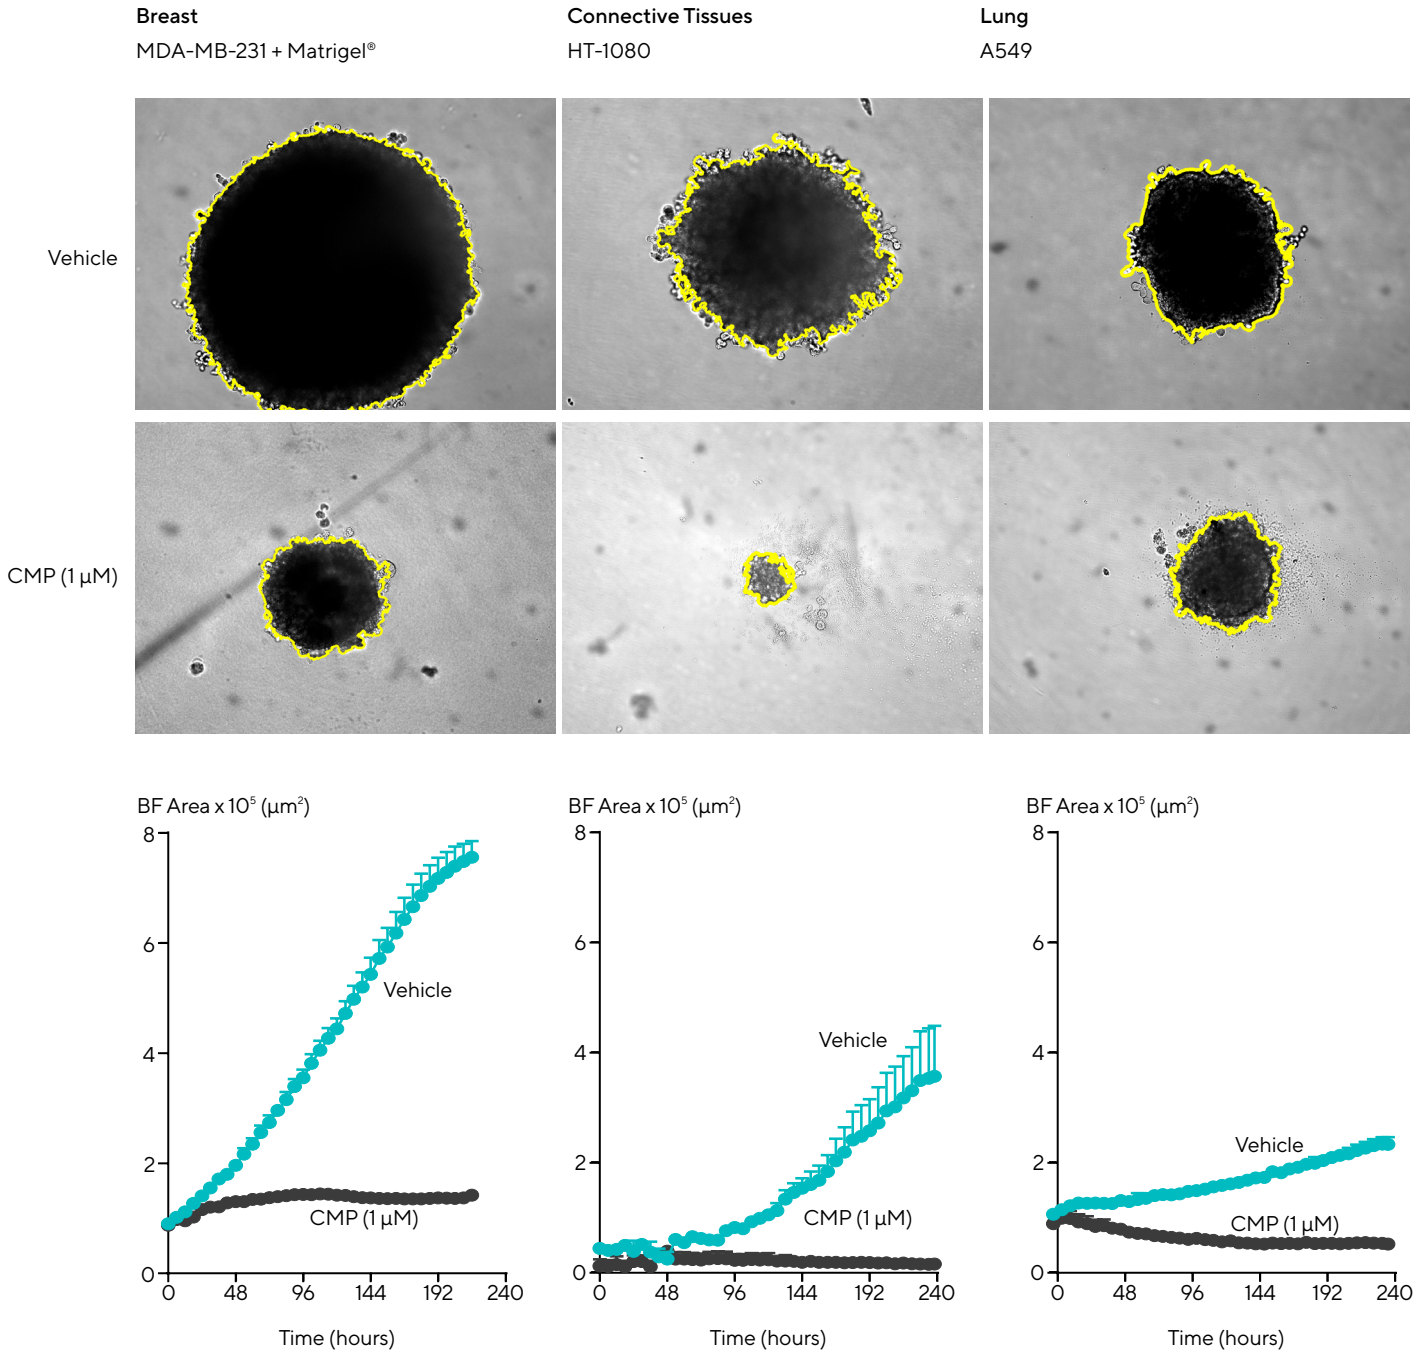 Breast
MDA-MB-231 + Matrigel®
Connective Tissues
HT-1080
Lung
A549
Vehicle
CMP (1 µM)
BF Area x 10⁵ (µm²)
8
6
4
2
0
Vehicle
CMP (1 µM)
0 48 96 144 192 240
Time (hours)
BF Area x 10⁵ (µm²)
8
6
4
2
0
Vehicle
CMP (1 µM)
0 48 96 144 192 240
Time (hours)
BF Area x 10⁵ (µm²)
8
6
4
2
0
Vehicle
CMP (1 µM)
0 48 96 144 192 240
Time (hours)